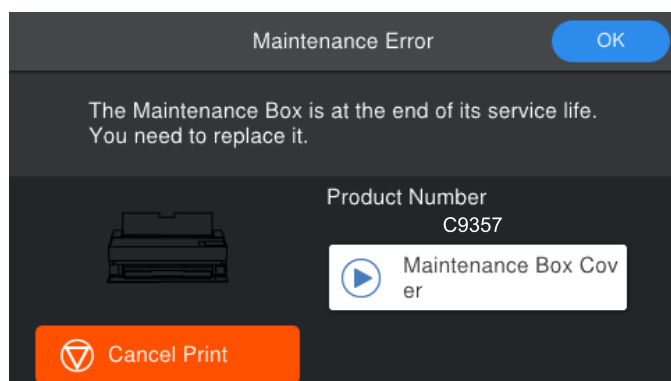 Maintenance Error
OK
The Maintenance Box is at the end of its service life.
You need to replace it.
Product Number
C9357
Maintenance Box Cov
er
Cancel Print